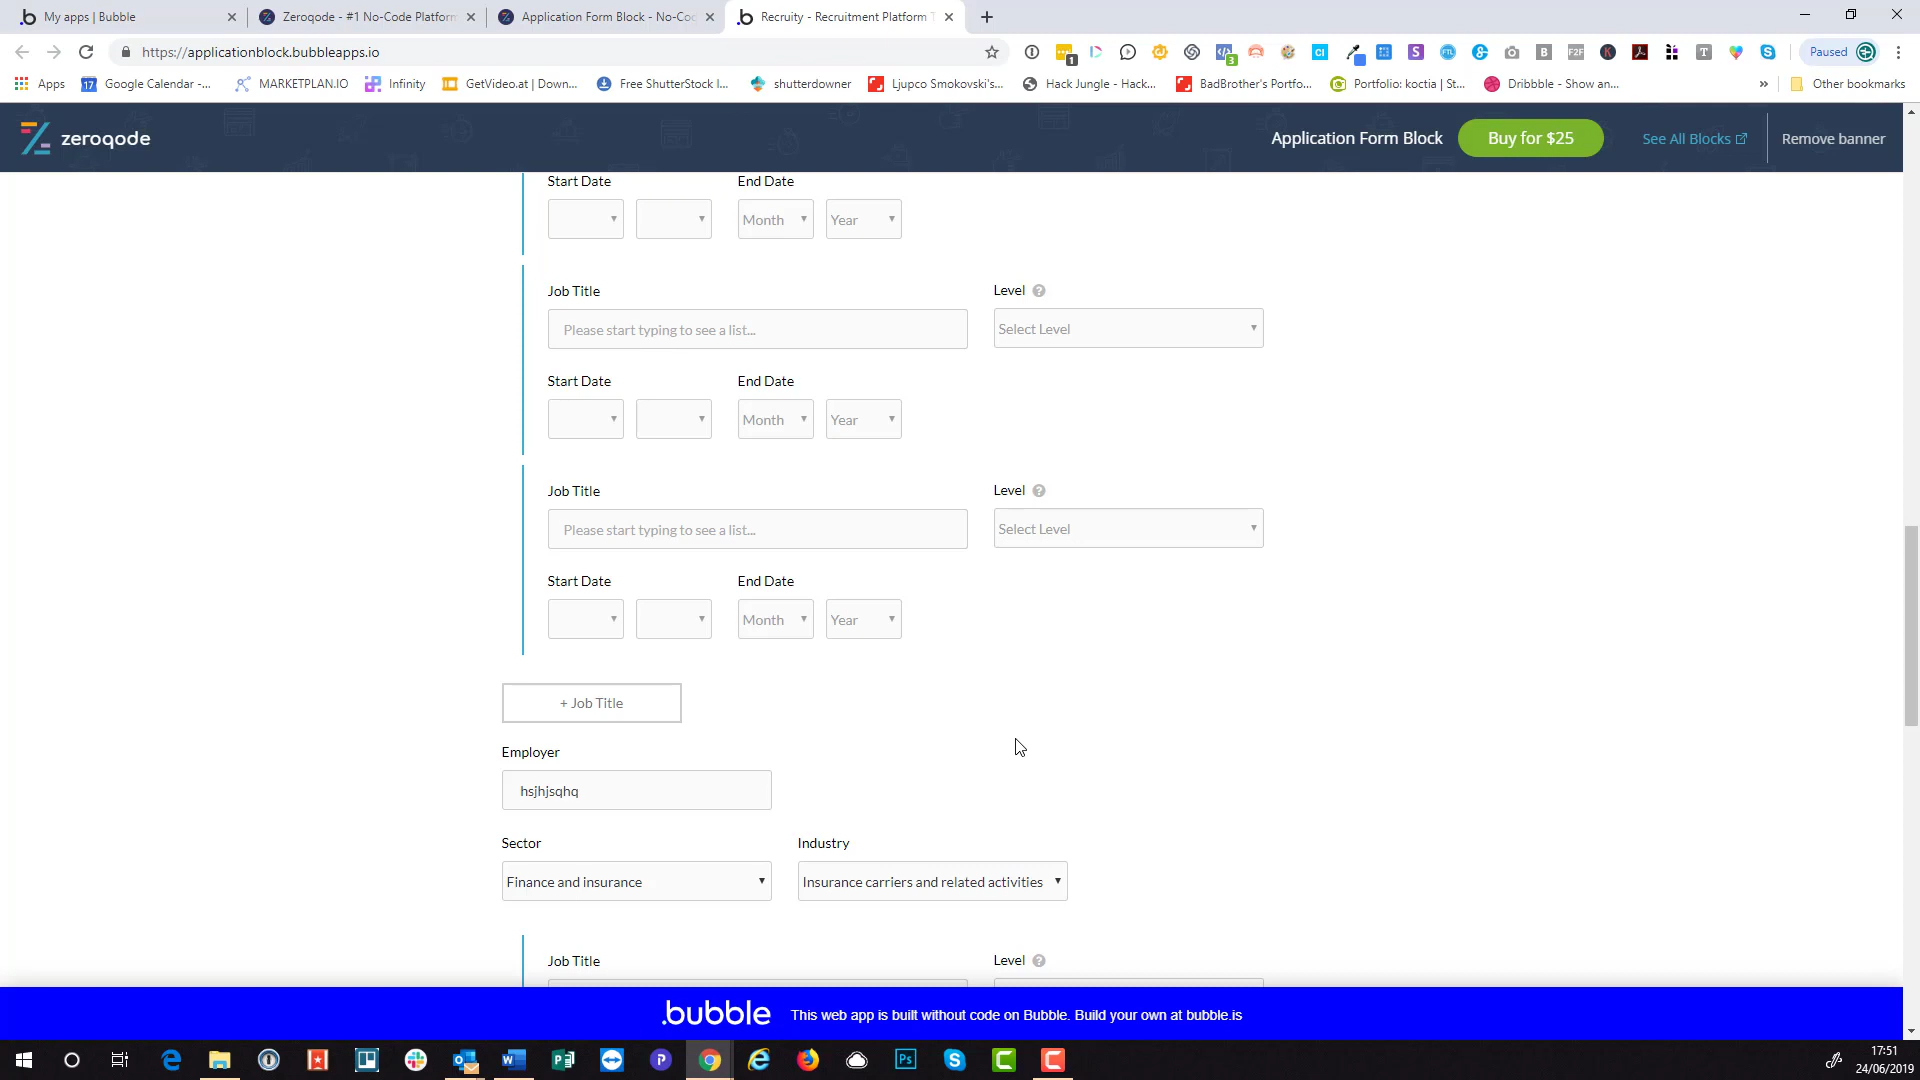 My apps | Bubble
Zeroqode - #1 No-Code Platform
Application Form Block - No-Coc
Recruity - Recruitment Platform T
https://applicationblock.bubbleapps.io
Paused
Apps
Google Calendar -...
MARKETPLAN.IO
Infinity
GetVideo.at | Down...
Free ShutterStock I...
shutterdowner
Ljupco Smokovski's...
Hack Jungle - Hack...
BadBrother's Portfo...
Portfolio: koctia | St...
Dribbble - Show an...
Other bookmarks
zeroqode
Application Form Block
Buy for $25
See All Blocks
Remove banner
Start Date
End Date
Month
Year
Job Title
Level
Please start typing to see a list...
Select Level
Start Date
End Date
Month
Year
Job Title
Level
Please start typing to see a list...
Select Level
Start Date
End Date
Month
Year
+ Job Title
Employer
hsjhjsqhq
Sector
Industry
Finance and insurance
Insurance carriers and related activities
Job Title
Level
.bubble
This web app is built without code on Bubble. Build your own at bubble.is
17:51
24/06/2019